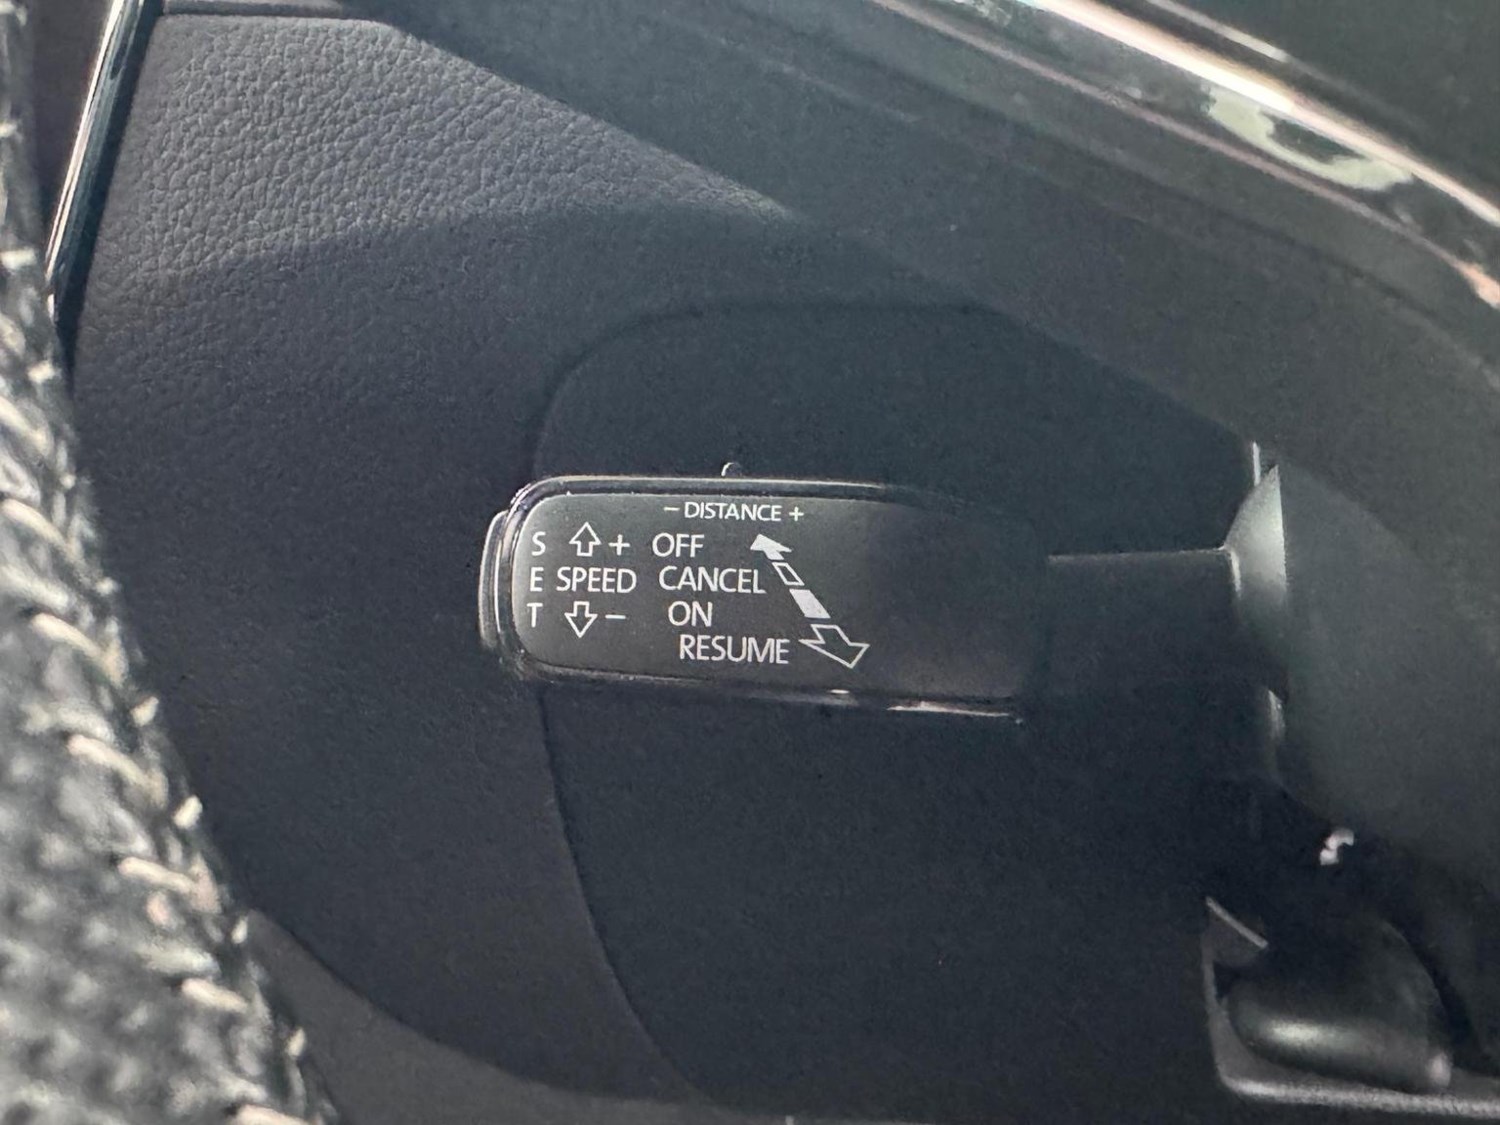 - DISTANCE +
S ⇧ + OFF
E SPEED CANCEL
T ⇩ - ON
RESUME